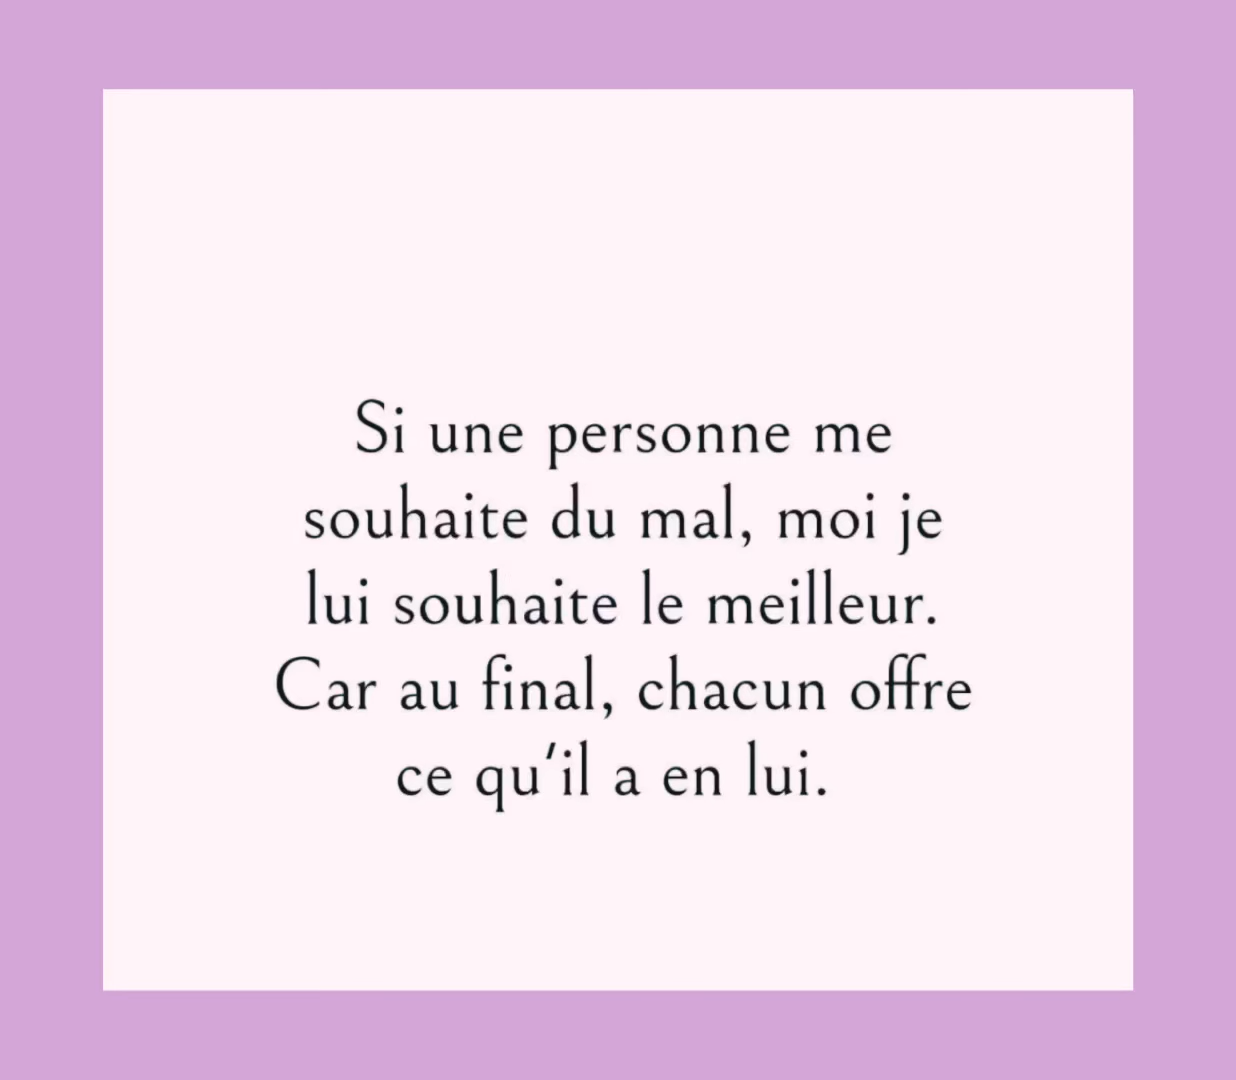 Si une personne me
souhaite du mal, moi je
lui souhaite le meilleur.
Car au final, chacun offre
ce qu'il a en lui.